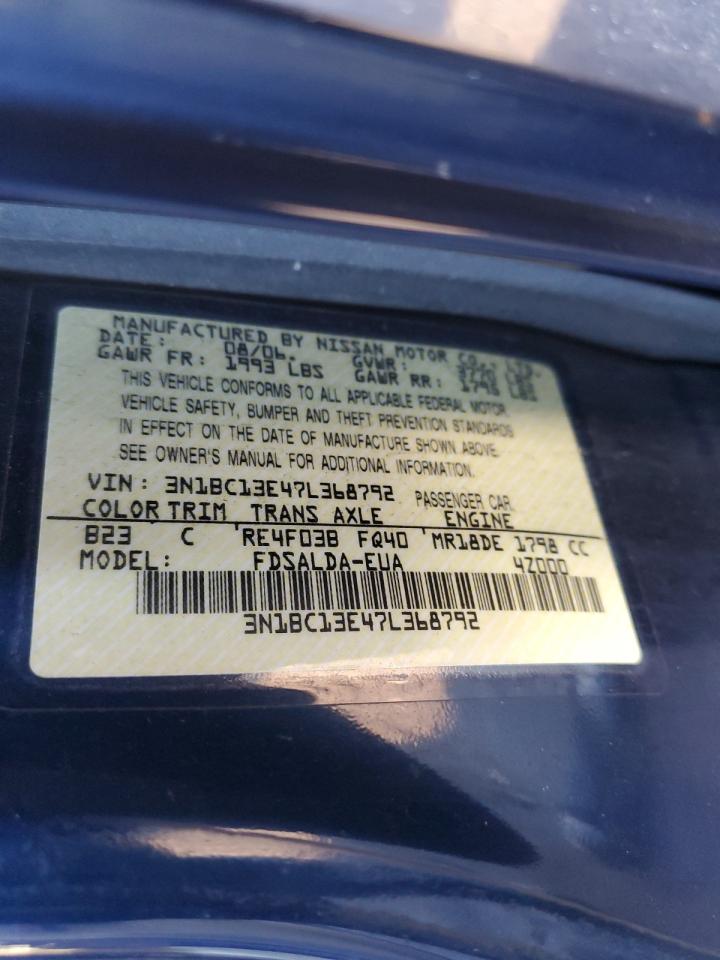 MANUFACTURED BY NISSAN MOTOR CO., LTD.
DATE: 08/06. GVWR: LBS
GAWR FR: 1993 LBS GAWR RR: 1748 LBS
THIS VEHICLE CONFORMS TO ALL APPLICABLE FEDERAL MOTOR
VEHICLE SAFETY, BUMPER AND THEFT PREVENTION STANDARDS
IN EFFECT ON THE DATE OF MANUFACTURE SHOWN ABOVE.
SEE OWNER'S MANUAL FOR ADDITIONAL INFORMATION.
VIN: 3N1BC13E47L368792 PASSENGER CAR
COLOR TRIM TRANS AXLE ENGINE
B23 C RE4F03B FQ40 MR18DE 1798 CC
MODEL: FDSALDA-EUA 4Z000
3N1BC13E47L368792